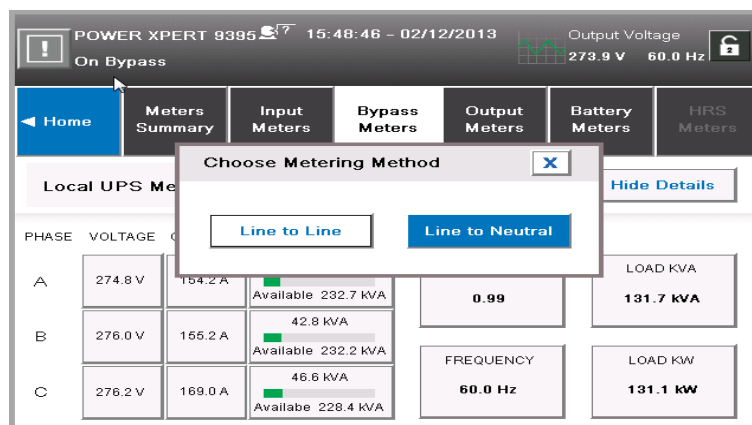 POWER XPERT 9395 ? 15:48:46 - 02/12/2013
On Bypass
Output Voltage
273.9 V 60.0 Hz
2
Home
Meters Summary
Input Meters
Bypass Meters
Output Meters
Battery Meters
HRS Meters
Choose Metering Method X
Local UPS Me
Hide Details
Line to Line
Line to Neutral
PHASE VOLTAGE
A 274.8 V 154.2 A
Available 232.7 kVA
0.99
LOAD KVA
131.7 kVA
B 276.0 V 155.2 A
42.8 kVA
Available 232.2 kVA
C 276.2 V 169.0 A
46.6 kVA
Availabe 228.4 kVA
FREQUENCY
60.0 Hz
LOAD KW
131.1 kW